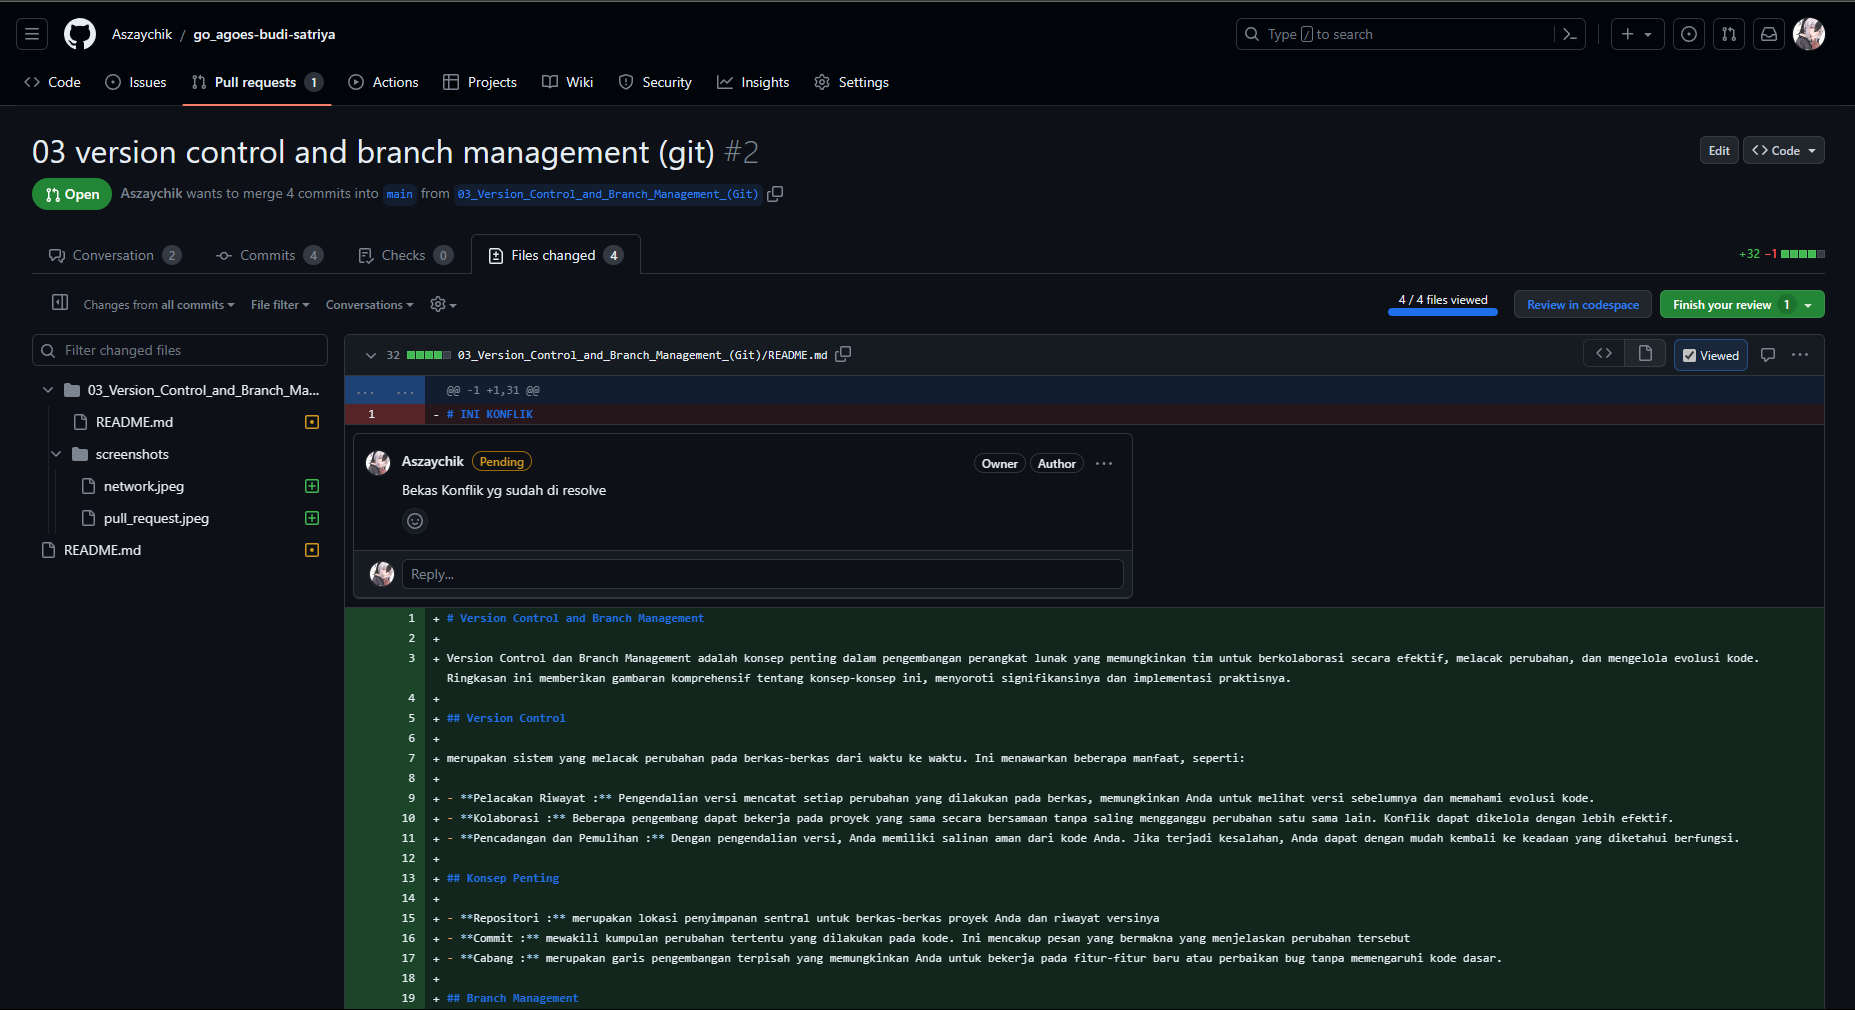 Aszaychik / go_agoes-budi-satriya
Type / to search
Code
Issues
Pull requests 1
Actions
Projects
Wiki
Security
Insights
Settings
03 version control and branch management (git) #2
Edit
<> Code
Open
Aszaychik wants to merge 4 commits into main from 03_Version_Control_and_Branch_Management_(Git)
Conversation 2
Commits 4
Checks 0
Files changed 4
+32 −1
Changes from all commits
File filter
Conversations
4 / 4 files viewed
Review in codespace
Finish your review 1
Filter changed files
03_Version_Control_and_Branch_Ma...
README.md
screenshots
network.jpeg
pull_request.jpeg
README.md
32 03_Version_Control_and_Branch_Management_(Git)/README.md
Viewed
... ... @@ -1 +1,31 @@
1 - # INI KONFLIK
Aszaychik Pending
Owner
Author
Bekas Konflik yg sudah di resolve
Reply...
1 + # Version Control and Branch Management
2 +
3 + Version Control dan Branch Management adalah konsep penting dalam pengembangan perangkat lunak yang memungkinkan tim untuk berkolaborasi secara efektif, melacak perubahan, dan mengelola evolusi kode.
Ringkasan ini memberikan gambaran komprehensif tentang konsep-konsep ini, menyoroti signifikansinya dan implementasi praktisnya.
4 +
5 + ## Version Control
6 +
7 + merupakan sistem yang melacak perubahan pada berkas-berkas dari waktu ke waktu. Ini menawarkan beberapa manfaat, seperti:
8 +
9 + - **Pelacakan Riwayat :** Pengendalian versi mencatat setiap perubahan yang dilakukan pada berkas, memungkinkan Anda untuk melihat versi sebelumnya dan memahami evolusi kode.
10 + - **Kolaborasi :** Beberapa pengembang dapat bekerja pada proyek yang sama secara bersamaan tanpa saling mengganggu perubahan satu sama lain. Konflik dapat dikelola dengan lebih efektif.
11 + - **Pencadangan dan Pemulihan :** Dengan pengendalian versi, Anda memiliki salinan aman dari kode Anda. Jika terjadi kesalahan, Anda dapat dengan mudah kembali ke keadaan yang diketahui berfungsi.
12 +
13 + ## Konsep Penting
14 +
15 + - **Repositori :** merupakan lokasi penyimpanan sentral untuk berkas-berkas proyek Anda dan riwayat versinya
16 + - **Commit :** mewakili kumpulan perubahan tertentu yang dilakukan pada kode. Ini mencakup pesan yang bermakna yang menjelaskan perubahan tersebut
17 + - **Cabang :** merupakan garis pengembangan terpisah yang memungkinkan Anda untuk bekerja pada fitur-fitur baru atau perbaikan bug tanpa memengaruhi kode dasar.
18 +
19 + ## Branch Management